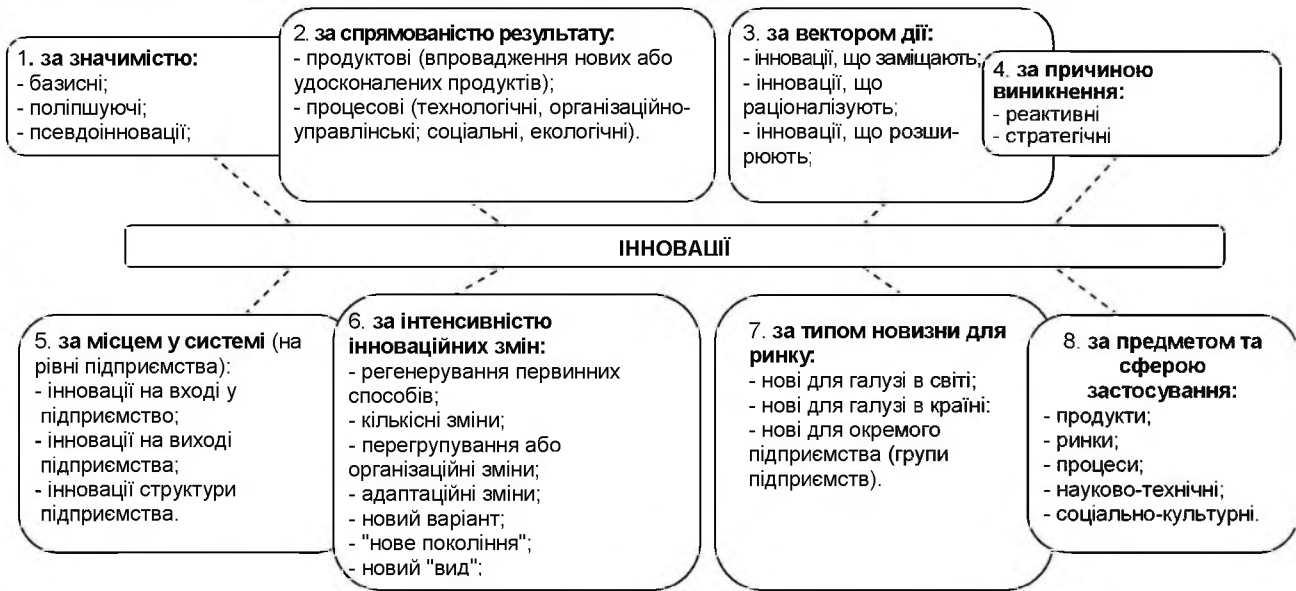 1. за значимістю:
- базисні;
- поліпшуючі;
- псевдоінновації;
2. за спрямованістю результату:
- продуктові (впровадження нових або
удосконалених продуктів);
- процесові (технологічні, організаційно-
управлінські; соціальні, екологічні).
3. за вектором дії:
- інновації, що заміщають;
- інновації, що
раціоналізують;
- інновації, що розши-
рюють;
4. за причиною
виникнення:
- реактивні
- стратегічні
ІННОВАЦІЇ
5. за місцем у системі (на
рівні підприємства):
- інновації на вході у
підприємство;
- інновації на виході
підприємства;
- інновації структури
підприємства.
6. за інтенсивністю
інноваційних змін:
- регенерування первинних
способів;
- кількісні зміни;
- перегрупування або
організаційні зміни;
- адаптаційні зміни;
- новий варіант;
- "нове покоління";
- новий "вид";
7. за типом новизни для
ринку:
- нові для галузі в світі;
- нові для галузі в країні:
- нові для окремого
підприємства (групи
підприємств).
8. за предметом та
сферою
застосування:
- продукти;
- ринки;
- процеси;
- науково-технічні;
- соціально-культурні.